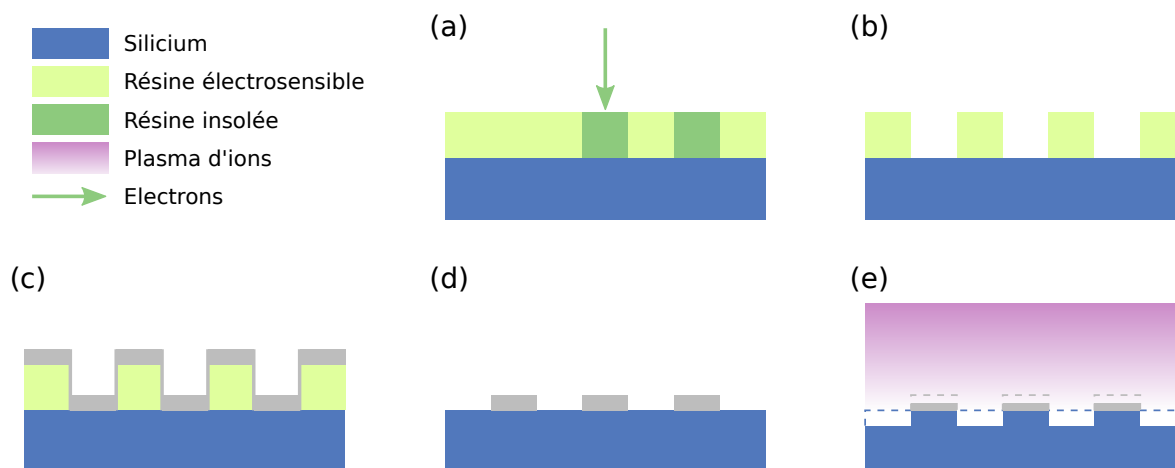 (a)
(b)
Silicium
Résine électrosensible
Résine insolée
Plasma d'ions
Electrons
(c)
(d)
(e)